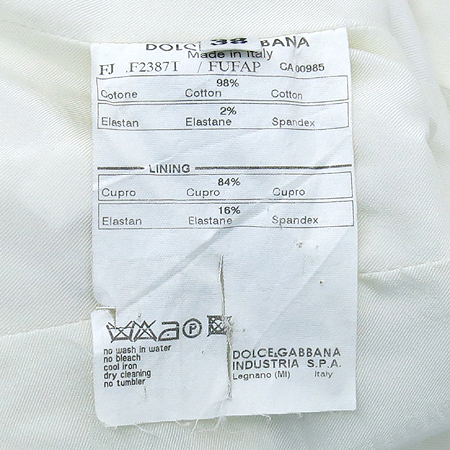 DOLC 38 BANA
Made in Italy
FJ .F2387I / FUFAP CA 00985
98%
Cotone Cotton Cotton
2%
Elastan Elastane Spandex
LINING
84%
Cupro Cupro Cupro
16%
Elastan Elastane Spandex
P
no wash in water
no bleach
cool iron
dry cleaning
no tumbler
DOLCE&GABBANA
INDUSTRIA S.P.A.
Legnano (MI) Italy